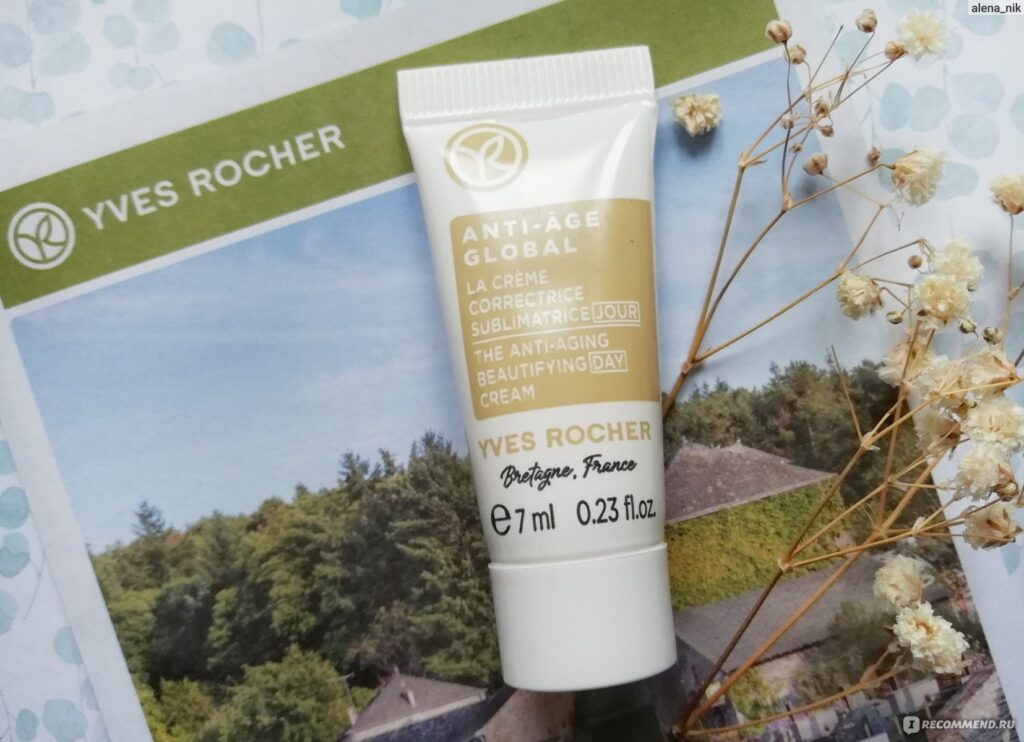 alena_nik
YVES ROCHER
ANTI-ÂGE
GLOBAL
LA CRÈME
CORRECTRICE
SUBLIMATRICE JOUR
THE ANTI-AGING
BEAUTIFYING DAY
CREAM
YVES ROCHER
Bretagne, France
e 7 ml 0.23 fl.oz.
IRECOMMEND.RU